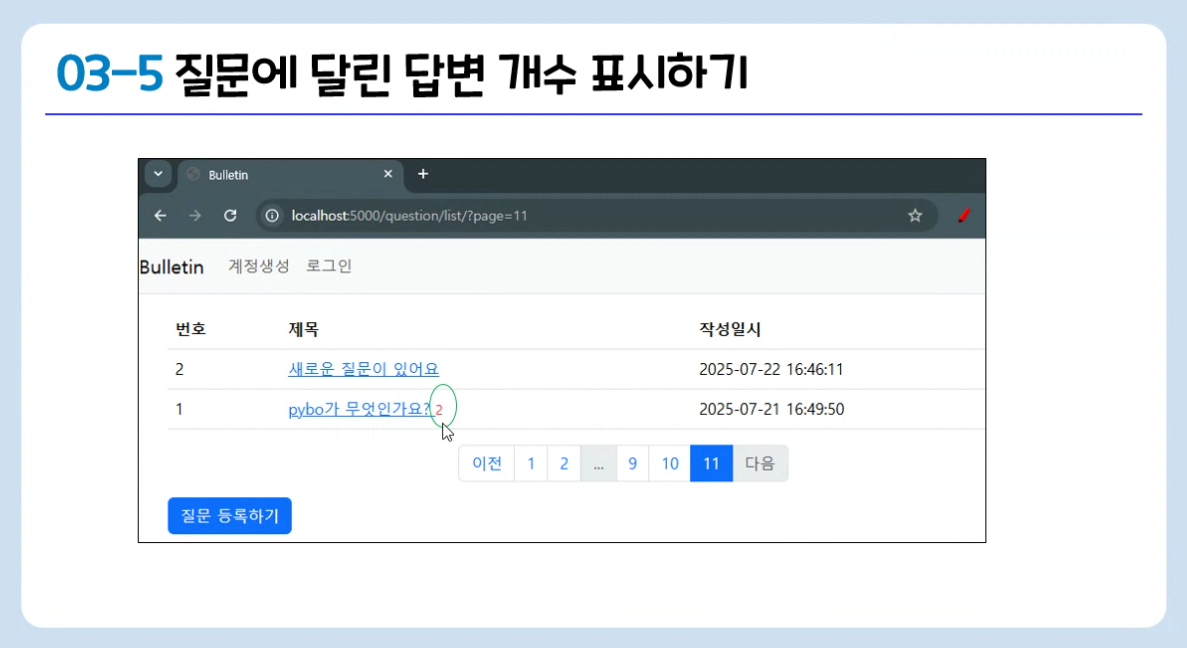 03-5 질문에 달린 답변 개수 표시하기
Bulletin
localhost:5000/question/list/?page=11
Bulletin 계정생성 로그인
번호 제목 작성일시
2 새로운 질문이 있어요 2025-07-22 16:46:11
1 pybo가 무엇인가요? 2 2025-07-21 16:49:50
이전 1 2 ... 9 10 11 다음
질문 등록하기